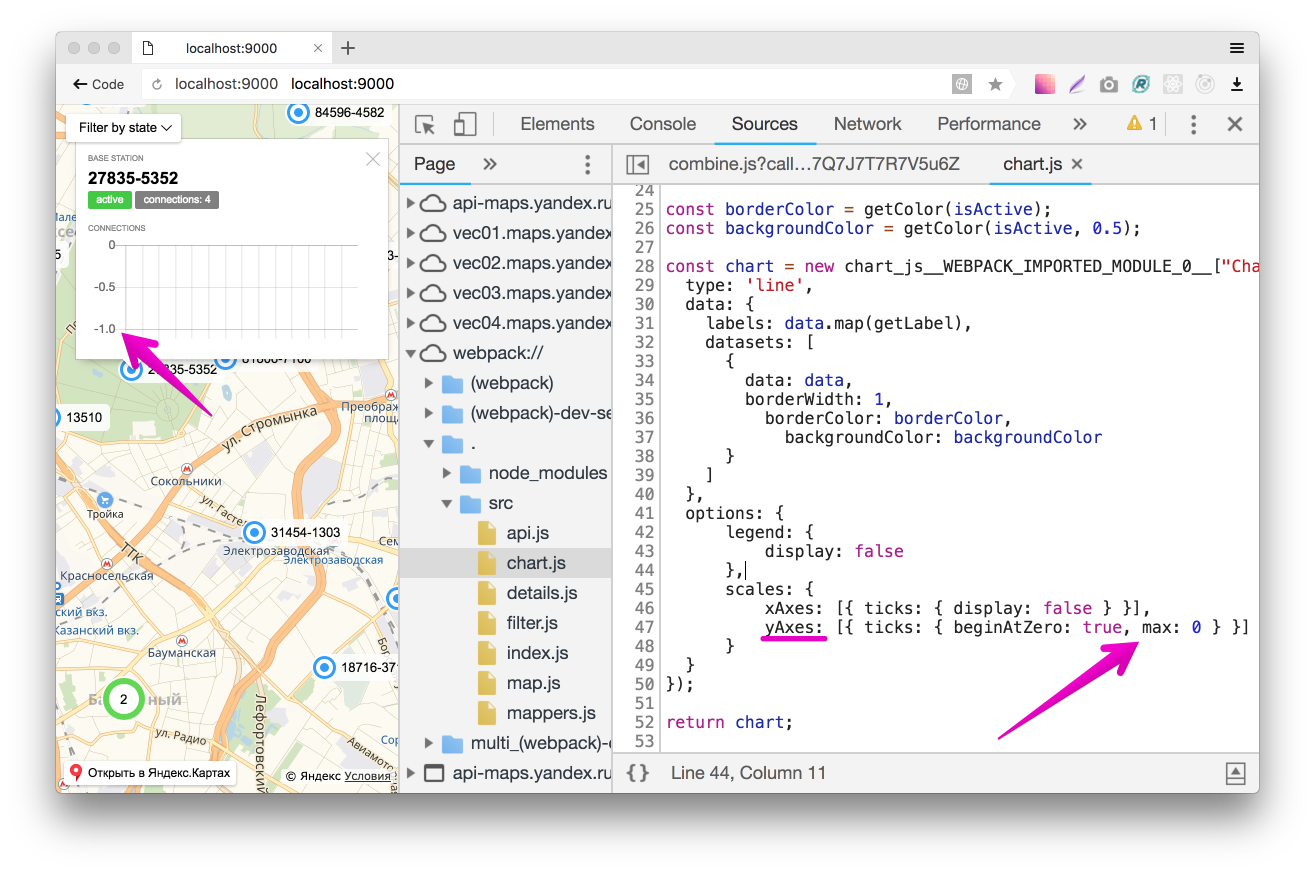 localhost:9000
Code
localhost:9000 localhost:9000
84596-4582
Filter by state
BASE STATION
27835-5352
active
connections: 4
CONNECTIONS
0
-0.5
-1.0
13510
ул. Стромынка
Преображ
площа
Сокольники
Тройка
ул. Гасте
31454-1303
Электрозаводская
Электрозаводская
Сем
ТТК
Красносельская
ский вкз.
Казанский вкз.
Бауманская
18716-37
2
ный
ул. Радио
Лефортовский
Авиамото
Сор
Открыть в Яндекс.Картах
© Яндекс Условия
Elements
Console
Sources
Network
Performance
1
Page
combine.js?call…7Q7J7T7R7V5u6Z
chart.js
api-maps.yandex.ru
vec01.maps.yandex
vec02.maps.yandex
vec03.maps.yandex
vec04.maps.yandex
webpack://
(webpack)
(webpack)-dev-se
.
node_modules
src
api.js
chart.js
details.js
filter.js
index.js
map.js
mappers.js
multi_(webpack)-
api-maps.yandex.ru
24
25 const borderColor = getColor(isActive);
26 const backgroundColor = getColor(isActive, 0.5);
27
28 const chart = new chart_js__WEBPACK_IMPORTED_MODULE_0__["Cha
29 type: 'line',
30 data: {
31 labels: data.map(getLabel),
32 datasets: [
33 {
34 data: data,
35 borderWidth: 1,
36 borderColor: borderColor,
37 backgroundColor: backgroundColor
38 }
39 ]
40 },
41 options: {
42 legend: {
43 display: false
44 },
45 scales: {
46 xAxes: [{ ticks: { display: false } }],
47 yAxes: [{ ticks: { beginAtZero: true, max: 0 } }]
48 }
49 }
50 });
51
52 return chart;
53
{} Line 44, Column 11